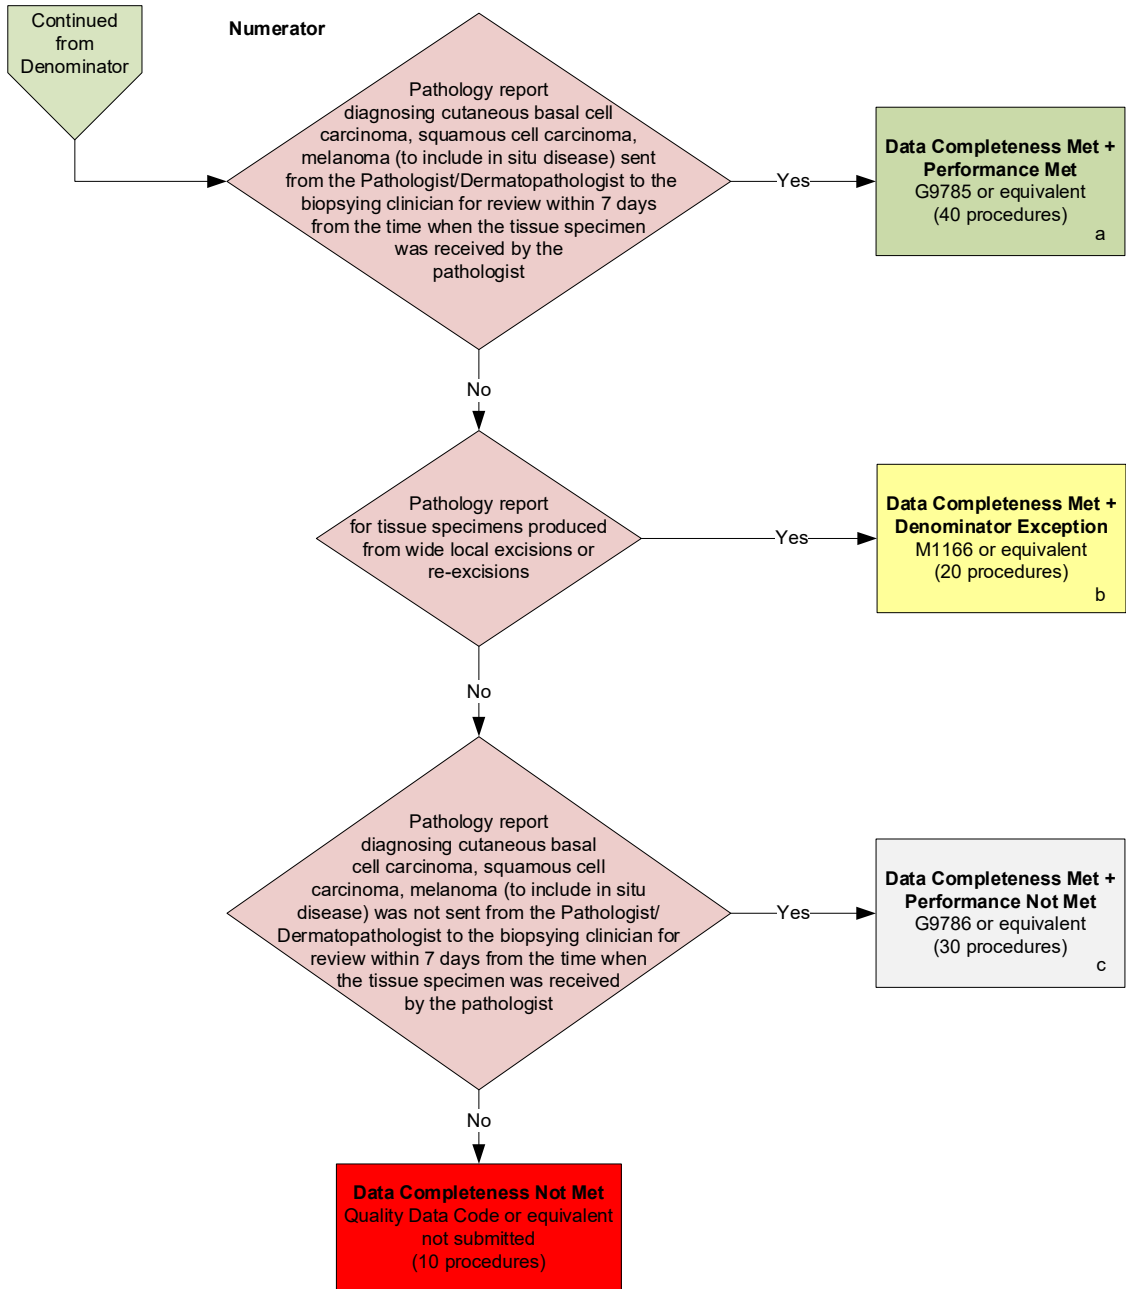 Continued
from
Denominator
Numerator
Pathology report
diagnosing cutaneous basal cell
carcinoma, squamous cell carcinoma,
melanoma (to include in situ disease) sent
from the Pathologist/Dermatopathologist to the
biopsying clinician for review within 7 days
from the time when the tissue specimen
was received by the
pathologist
Yes
Data Completeness Met +
Performance Met
G9785 or equivalent
(40 procedures)
a
No
Pathology report
for tissue specimens produced
from wide local excisions or
re-excisions
Yes
Data Completeness Met +
Denominator Exception
M1166 or equivalent
(20 procedures)
b
No
Pathology report
diagnosing cutaneous basal
cell carcinoma, squamous cell
carcinoma, melanoma (to include in situ
disease) was not sent from the Pathologist/
Dermatopathologist to the biopsying clinician for
review within 7 days from the time when
the tissue specimen was received
by the pathologist
Yes
Data Completeness Met +
Performance Not Met
G9786 or equivalent
(30 procedures)
c
No
Data Completeness Not Met
Quality Data Code or equivalent
not submitted
(10 procedures)